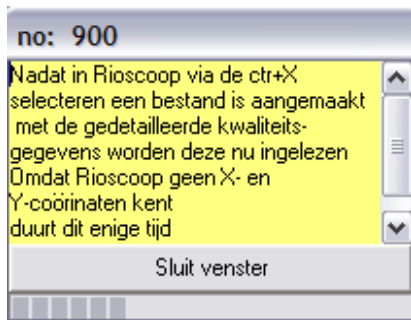 no: 900
Nadat in Rioscoop via de ctr+X
selecteren een bestand is aangemaakt
met de gedetailleerde kwaliteits-
gegevens worden deze nu ingelezen
Omdat Rioscoop geen X- en
Y-coörinaten kent
duurt dit enige tijd
Sluit venster